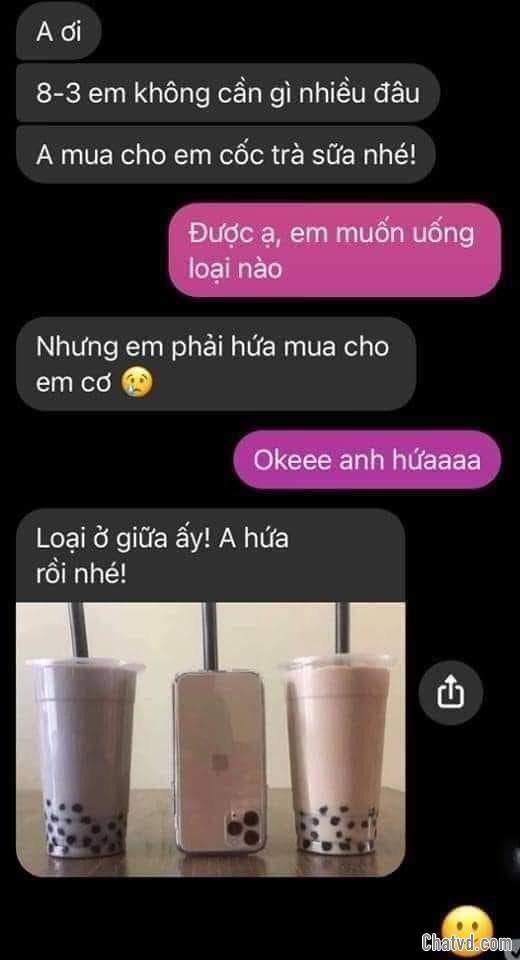 A ơi
8-3 em không cần gì nhiều đâu
A mua cho em cốc trà sữa nhé!
Được ạ, em muốn uống
loại nào
Nhưng em phải hứa mua cho
em cơ 😢
Okeee anh hứaaaa
Loại ở giữa ấy! A hứa
rồi nhé!
🙂
Chatvd.com